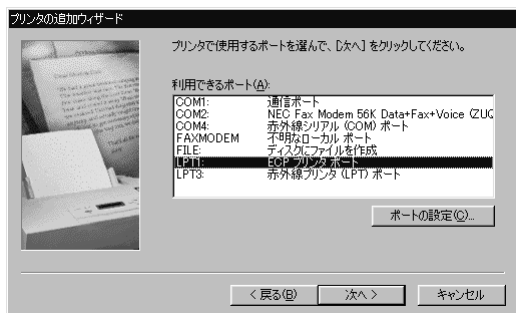 プリンタの追加ウィザード
プリンタで使用するポートを選んで、[次へ] をクリックしてください。
利用できるポート(A):
COM1: 通信ポート
COM2: NEC Fax Modem 56K Data+Fax+Voice (ZUC
COM4: 赤外線シリアル (COM) ポート
FAXMODEM 不明なローカル ポート
FILE: ディスクにファイルを作成
LPT1: ECP プリンタ ポート
LPT3: 赤外線プリンタ (LPT) ポート
ポートの設定(C)...
< 戻る(B) 次へ > キャンセル